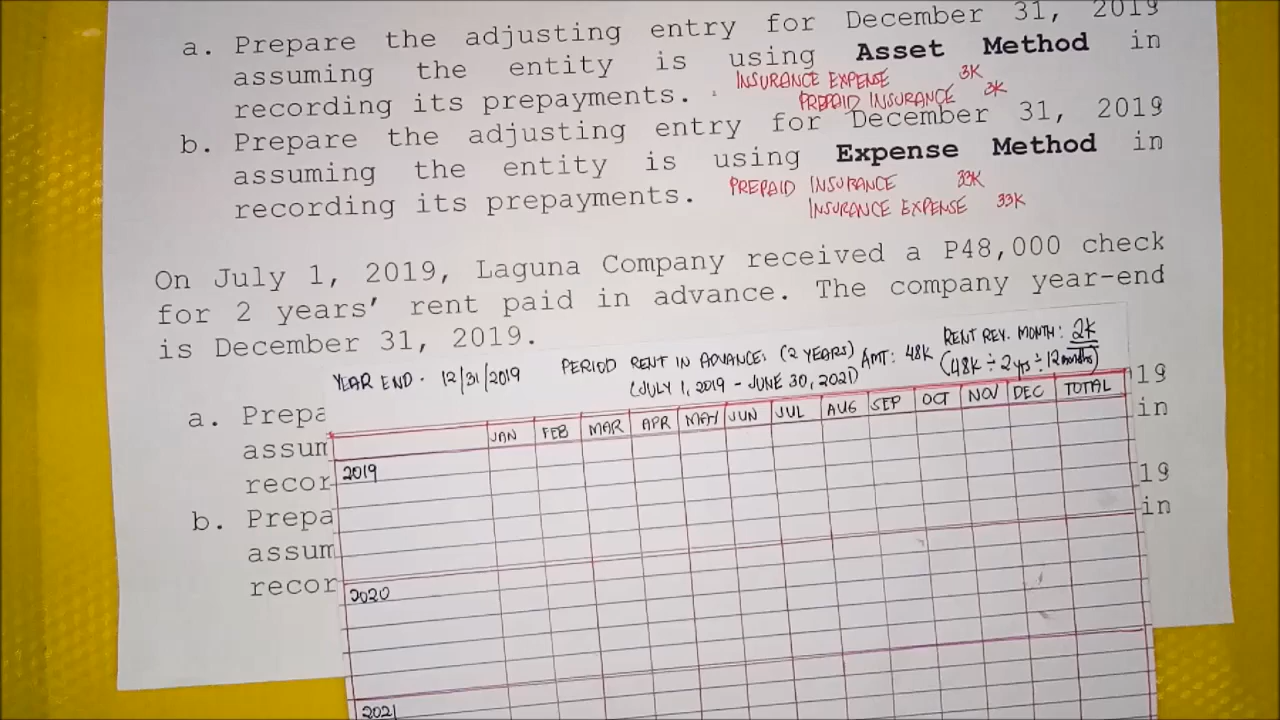 a. Prepare the adjusting entry for December 31, 2019
assuming the entity is using Asset Method in
recording its prepayments.
INSURANCE EXPENSE 3K
PREPAID INSURANCE 3K
b. Prepare the adjusting entry for December 31, 2019
assuming the entity is using Expense Method in
recording its prepayments.
PREPAID INSURANCE 33K
INSURANCE EXPENSE 33K
On July 1, 2019, Laguna Company received a P48,000 check
for 2 years' rent paid in advance. The company year-end
is December 31, 2019.
YEAR END. 12/31/2019 PERIOD RENT IN ADVANCE: (2 YEARS) AMT: 48K RENT REV. MONTH: 2K
(JULY 1, 2019 - JUNE 30, 2021) (48K ÷ 2yrs ÷ 12months)
JAN FEB MAR APR MAY JUN JUL AUG SEP OCT NOV DEC TOTAL
2019
2020
2021
a. Prepa 19
assum in
recor
b. Prepa 19
assum in
recor